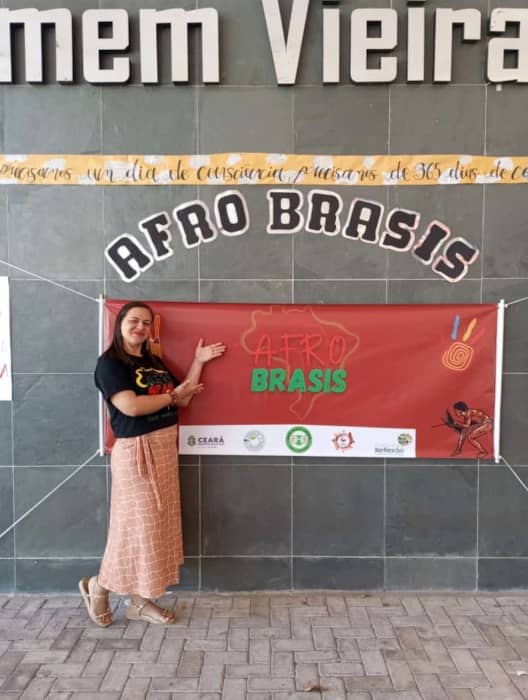 mem Vieira
precisamos um dia de consciência, precisamos de 365 dias de co
AFRO BRASIS
AFRO
BRASIS
CEARÁ